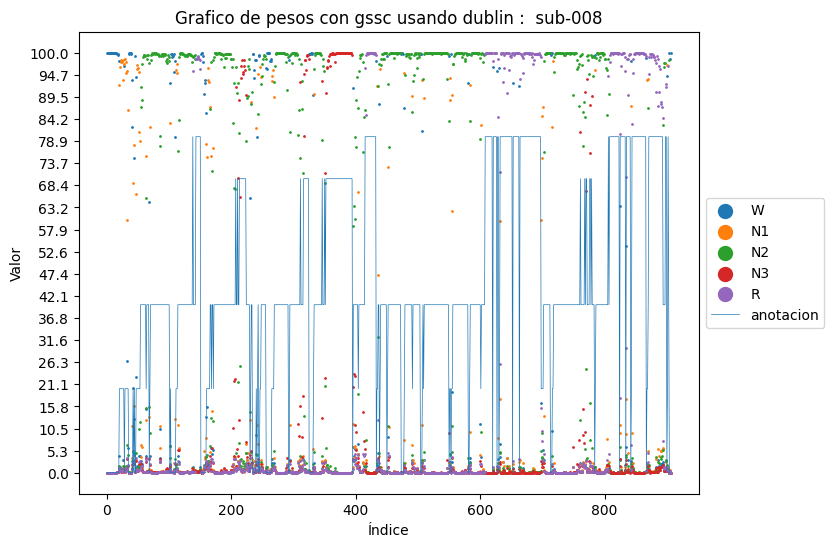 Grafico de pesos con gssc usando dublin :  sub-008
100.0
94.7
89.5
84.2
78.9
73.7
68.4
63.2
57.9
52.6
47.4
42.1
36.8
31.6
26.3
21.1
15.8
10.5
5.3
0.0
Valor
0
200
400
600
800
Índice
W
N1
N2
N3
R
anotacion